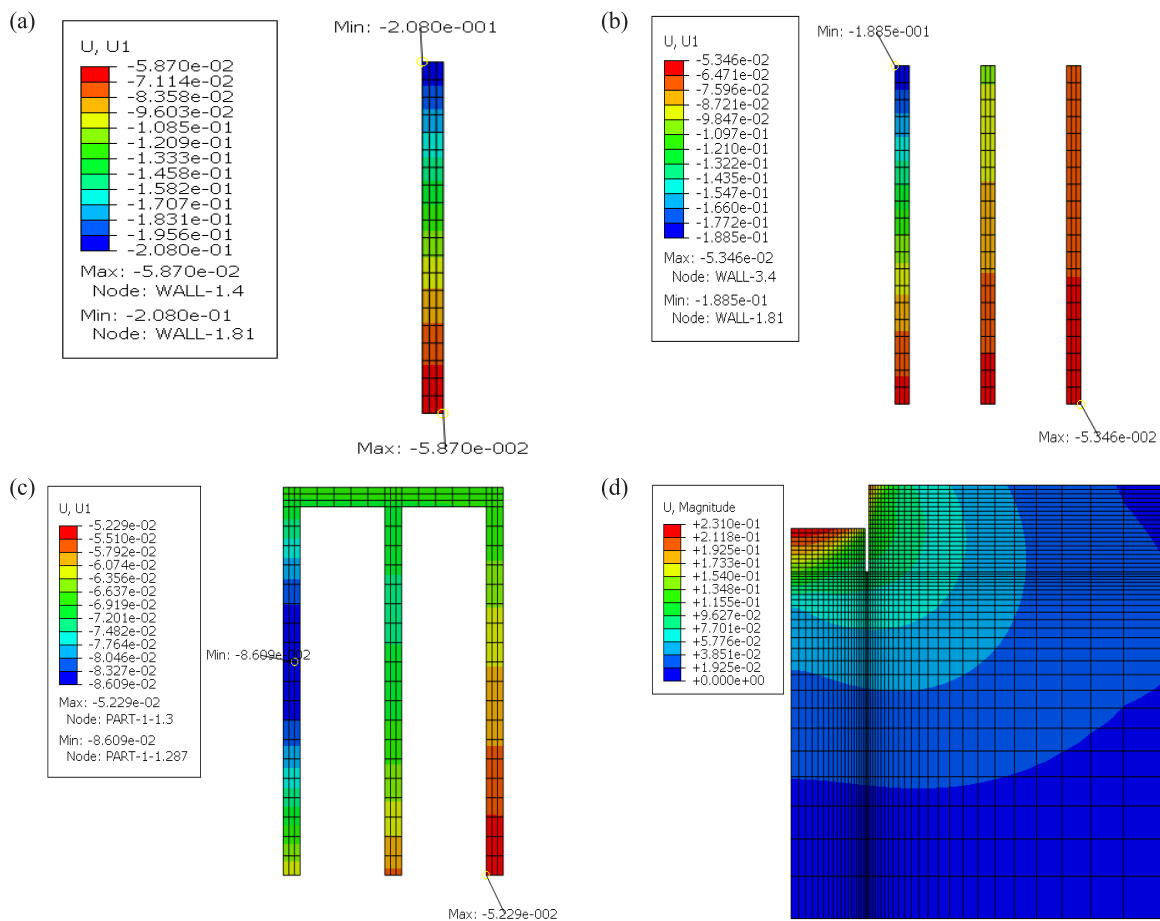 (a)
Min: -2.080e-001
U, U1
-5.870e-02
-7.114e-02
-8.358e-02
-9.603e-02
-1.085e-01
-1.209e-01
-1.333e-01
-1.458e-01
-1.582e-01
-1.707e-01
-1.831e-01
-1.956e-01
-2.080e-01
Max: -5.870e-02
Node: WALL-1.4
Min: -2.080e-01
Node: WALL-1.81
Max: -5.870e-002
(b)
Min: -1.885e-001
U, U1
-5.346e-02
-6.471e-02
-7.596e-02
-8.721e-02
-9.847e-02
-1.097e-01
-1.210e-01
-1.322e-01
-1.435e-01
-1.547e-01
-1.660e-01
-1.772e-01
-1.885e-01
Max: -5.346e-02
Node: WALL-3.4
Min: -1.885e-01
Node: WALL-1.81
Max: -5.346e-002
(c)
U, U1
-5.229e-02
-5.510e-02
-5.792e-02
-6.074e-02
-6.356e-02
-6.637e-02
-6.919e-02
-7.201e-02
-7.482e-02
-7.764e-02
-8.046e-02
-8.327e-02
-8.609e-02
Max: -5.229e-02
Node: PART-1-1.3
Min: -8.609e-02
Node: PART-1-1.287
Min: -8.609e-002
Max: -5.229e-002
(d)
U, Magnitude
+2.310e-01
+2.118e-01
+1.925e-01
+1.733e-01
+1.540e-01
+1.348e-01
+1.155e-01
+9.627e-02
+7.701e-02
+5.776e-02
+3.851e-02
+1.925e-02
+0.000e+00